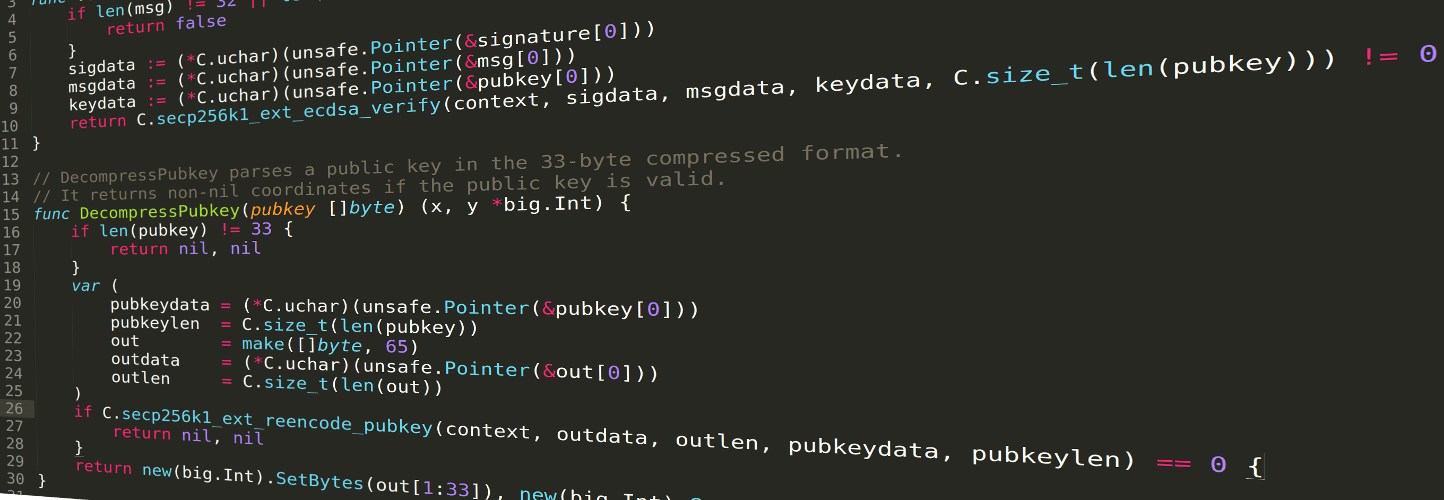 3 func
4 if len(msg) != 32 ||
5 return false
6 }
7 sigdata := (*C.uchar)(unsafe.Pointer(&signature[0]))
8 msgdata := (*C.uchar)(unsafe.Pointer(&msg[0]))
9 keydata := (*C.uchar)(unsafe.Pointer(&pubkey[0]))
10 return C.secp256k1_ext_ecdsa_verify(context, sigdata, msgdata, keydata, C.size_t(len(pubkey))) != 0
11 }
12
13 // DecompressPubkey parses a public key in the 33-byte compressed format.
14 // It returns non-nil coordinates if the public key is valid.
15 func DecompressPubkey(pubkey []byte) (x, y *big.Int) {
16 if len(pubkey) != 33 {
17 return nil, nil
18 }
19 var (
20 pubkeydata = (*C.uchar)(unsafe.Pointer(&pubkey[0]))
21 pubkeylen = C.size_t(len(pubkey))
22 out = make([]byte, 65)
23 outdata = (*C.uchar)(unsafe.Pointer(&out[0]))
24 outlen = C.size_t(len(out))
25 )
26 if C.secp256k1_ext_reencode_pubkey(context, outdata, outlen, pubkeydata, pubkeylen) == 0 {
27 return nil, nil
28 }
29 return new(big.Int).SetBytes(out[1:33]), new(big.Int).
30 }
31